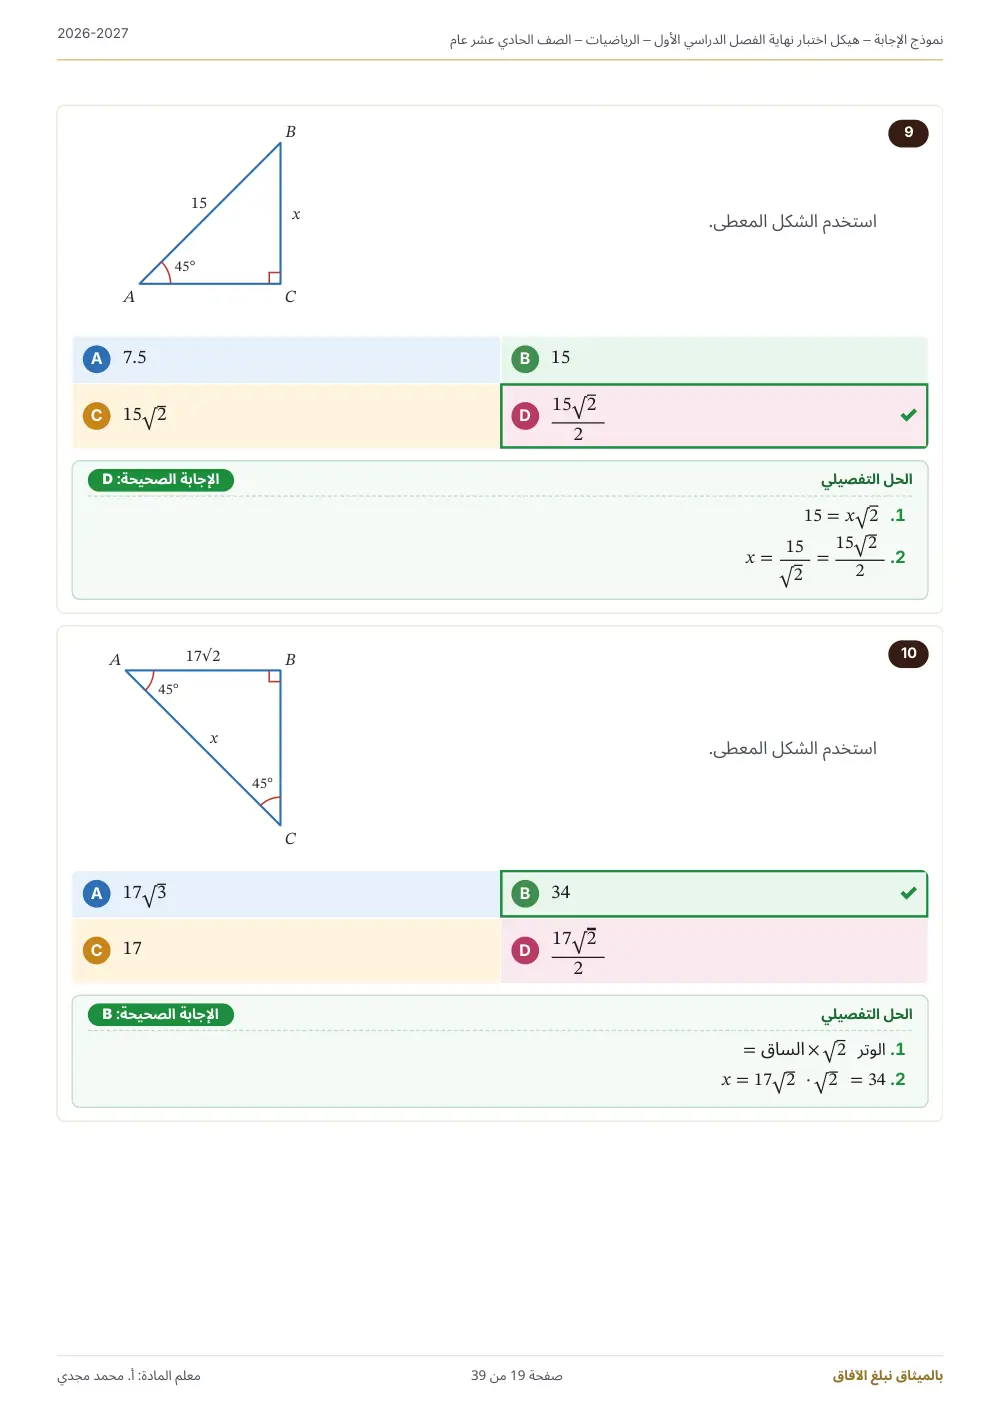 نموذج الإجابة – هيكل اختبار نهاية الفصل الدراسي الأول – الرياضيات – الصف الحادي عشر عام
2026-2027
9
استخدم الشكل المعطى.
B
15
x
45°
A
C
A 7.5
B 15
C 15√2
D 15√2/2 ✓
الحل التفصيلي
الإجابة الصحيحة: D
1. 15 = x√2
2. x = 15/√2 = 15√2/2
10
استخدم الشكل المعطى.
A 17√2 B
45°
x
45°
C
A 17√3
B 34 ✓
C 17
D 17√2/2
الحل التفصيلي
الإجابة الصحيحة: B
1. الوتر = الساق × √2
2. x = 17√2 · √2 = 34
بالميثاق نبلغ الآفاق
صفحة 19 من 39
معلم المادة: أ. محمد مجدي